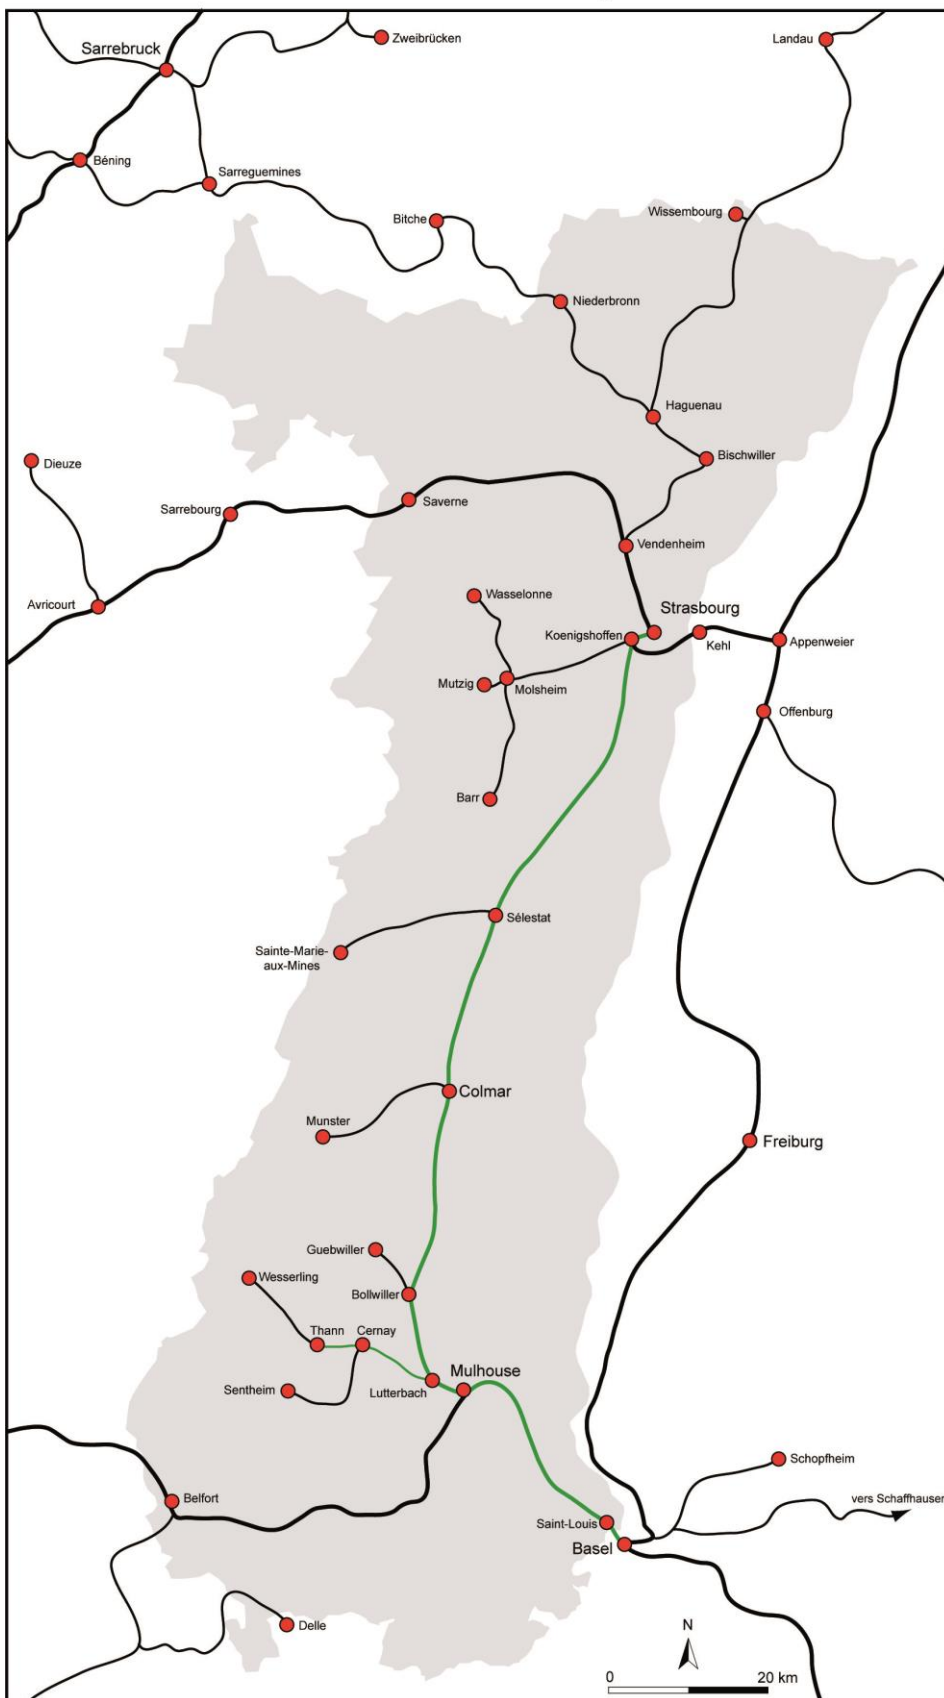 Zweibrücken
Landau
Sarrebruck
Béning
Sarreguemines
Bitche
Wissembourg
Niederbronn
Haguenau
Bischwiller
Dieuze
Saverne
Sarrebourg
Vendenheim
Avricourt
Wasselonne
Strasbourg
Koenigshoffen
Kehl
Appenweier
Mutzig
Molsheim
Offenburg
Barr
Sélestat
Sainte-Marie-
aux-Mines
Colmar
Munster
Freiburg
Guebwiller
Wesserling
Bollwiller
Thann
Cernay
Mulhouse
Sentheim
Lutterbach
Schopfheim
Belfort
vers Schaffhausen
Saint-Louis
Basel
Delle
N
0
20 km